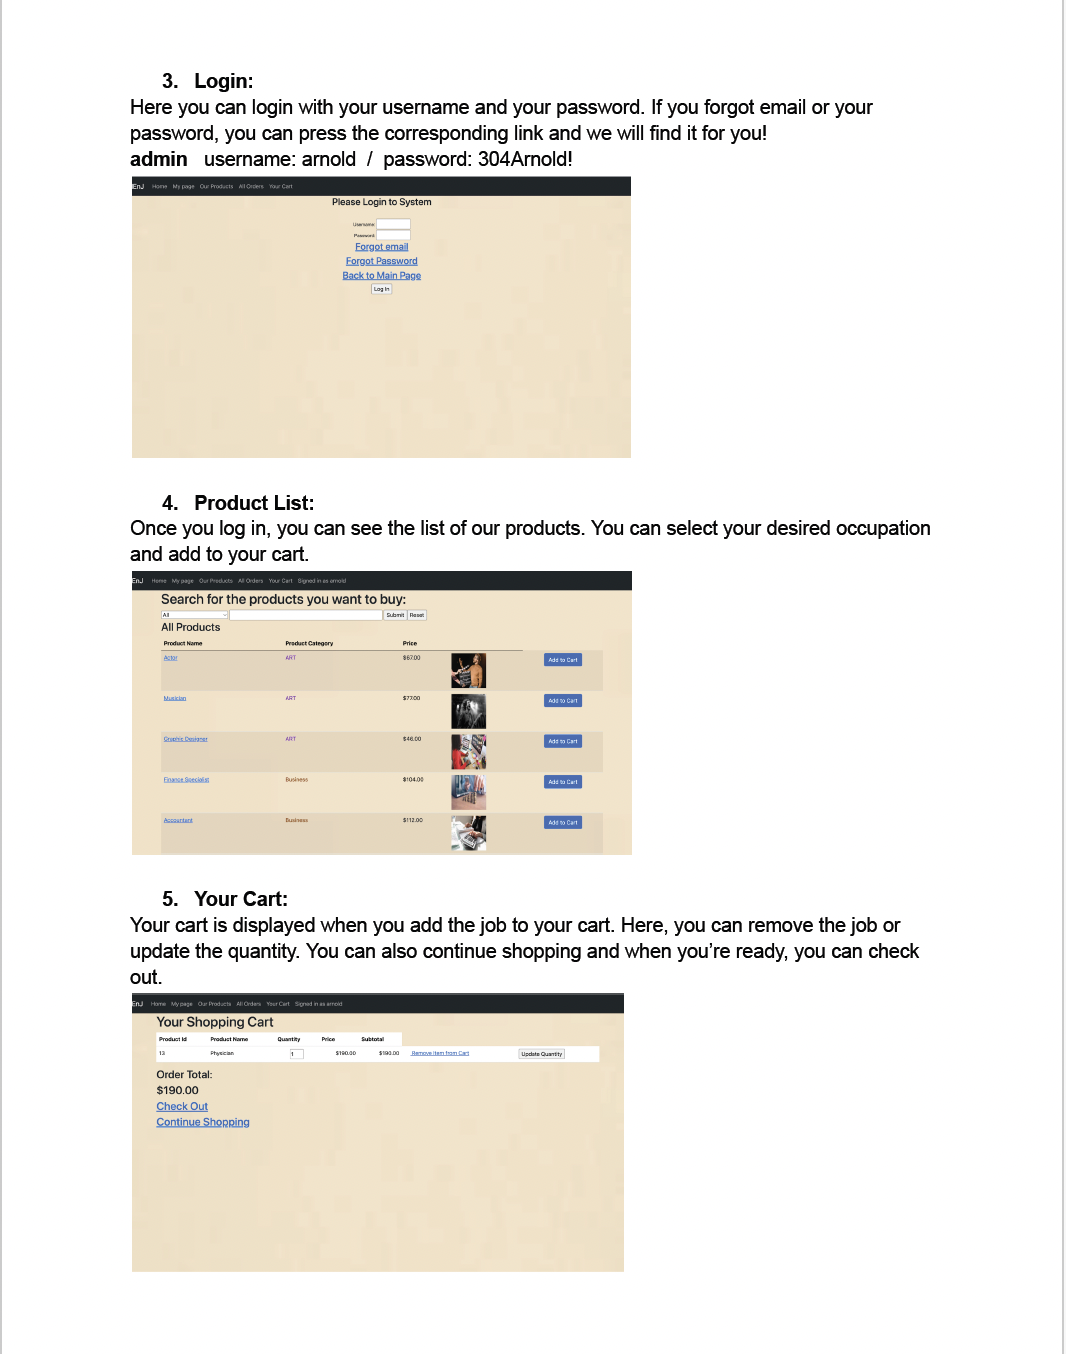 3. Login:
Here you can login with your username and your password. If you forgot email or your
password, you can press the corresponding link and we will find it for you!
admin username: arnold / password: 304Arnold!
EnJ Home My page Our Products All Orders Your Cart
Please Login to System
Username:
Password:
Forgot email
Forgot Password
Back to Main Page
Log In
4. Product List:
Once you log in, you can see the list of our products. You can select your desired occupation
and add to your cart.
EnJ Home My page Our Products All Orders Your Cart Signed in as arnold
Search for the products you want to buy:
All Submit Reset
All Products
Product Name Product Category Price
Actor ART $67.00 Add to Cart
Musician ART $77.00 Add to Cart
Graphic Designer ART $46.00 Add to Cart
Finance Specialist Business $104.00 Add to Cart
Accountant Business $112.00 Add to Cart
5. Your Cart:
Your cart is displayed when you add the job to your cart. Here, you can remove the job or
update the quantity. You can also continue shopping and when you’re ready, you can check
out.
EnJ Home My page Our Products All Orders Your Cart Signed in as arnold
Your Shopping Cart
Product Id Product Name Quantity Price Subtotal
13 Physician 1 $190.00 $190.00 Remove Item from Cart Update Quantity
Order Total:
$190.00
Check Out
Continue Shopping